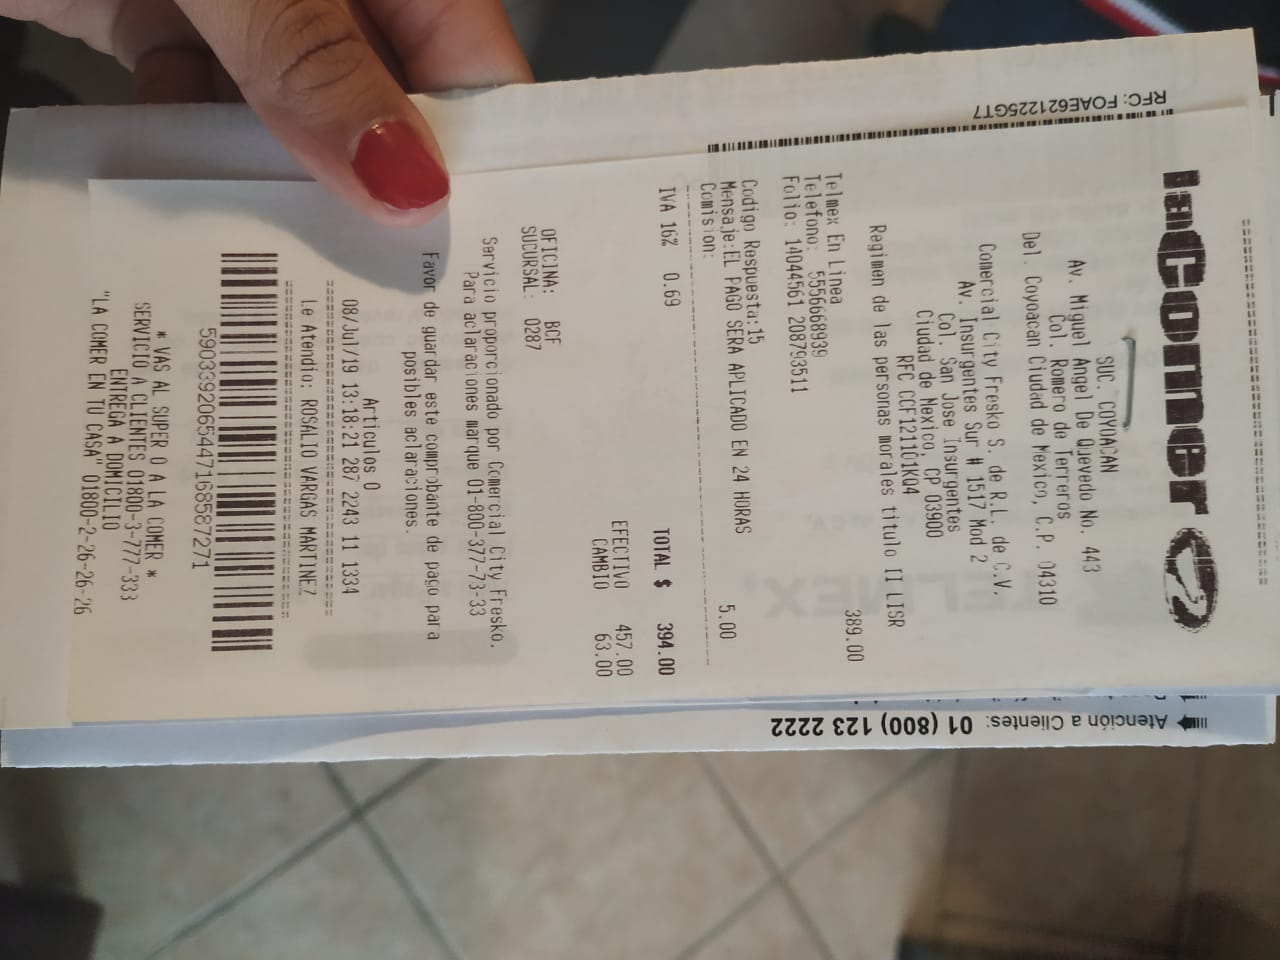 laComer
SUC. COYOACAN
Av. Miguel Angel De Quevedo No. 443
Col. Romero de Terreros
Del. Coyoacan Ciudad de Mexico, C.P. 04310
Comercial City Fresko S. de R.L. de C.V.
Av. Insurgentes Sur # 1517 Mod 2
Col. San Jose Insurgentes
Ciudad de Mexico, CP 03900
RFC CCF121101KQ4
Regimen de las personas morales titulo II LISR
389.00
Telmex En Linea
Telefono: 5556668939
Folio: 14044561 208793511
Codigo Respuesta:15
Mensaje:EL PAGO SERA APLICADO EN 24 HORAS
Comision: 5.00
IVA 16% 0.69
TOTAL $ 394.00
EFECTIVO 457.00
CAMBIO 63.00
OFICINA: BCF
SUCURSAL: 0287
Servicio proporcionado por Comercial City Fresko.
Para aclaraciones marque 01-800-377-73-33
Favor de guardar este comprobante de pago para
posibles aclaraciones.
Articulos 0
08/Jul/19 13:18:21 287 2243 11 1334
Le Atendio: ROSALIO VARGAS MARTINEZ
59033920654471685872​71
* VAS AL SUPER O A LA COMER *
SERVICIO A CLIENTES 01800-3-777-333
ENTREGA A DOMICILIO
"LA COMER EN TU CASA" 01800-2-26-26-26
RFC: FOAE621225GT7
Atención a Clientes: 01 (800) 123 2222
TELMEX